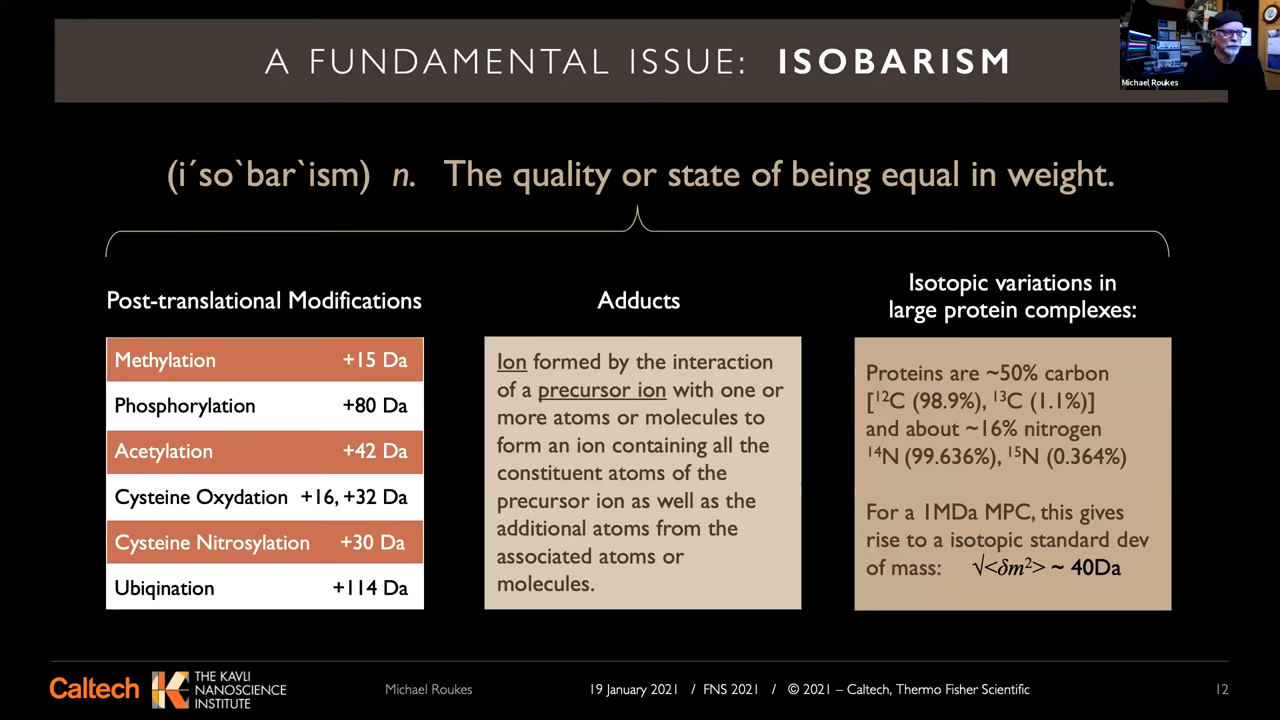 A FUNDAMENTAL ISSUE: ISOBARISM
Michael Roukes
(i´so`bar`ism) n. The quality or state of being equal in weight.
Post-translational Modifications
Methylation +15 Da
Phosphorylation +80 Da
Acetylation +42 Da
Cysteine Oxydation +16, +32 Da
Cysteine Nitrosylation +30 Da
Ubiqination +114 Da
Adducts
Ion formed by the interaction
of a precursor ion with one or
more atoms or molecules to
form an ion containing all the
constituent atoms of the
precursor ion as well as the
additional atoms from the
associated atoms or
molecules.
Isotopic variations in
large protein complexes:
Proteins are ~50% carbon
[¹²C (98.9%), ¹³C (1.1%)]
and about ~16% nitrogen
¹⁴N (99.636%), ¹⁵N (0.364%)
For a 1MDa MPC, this gives
rise to a isotopic standard dev
of mass: √<δm²> ~ 40Da
Caltech
THE KAVLI
NANOSCIENCE
INSTITUTE
Michael Roukes
19 January 2021 / FNS 2021 / © 2021 – Caltech, Thermo Fisher Scientific
12